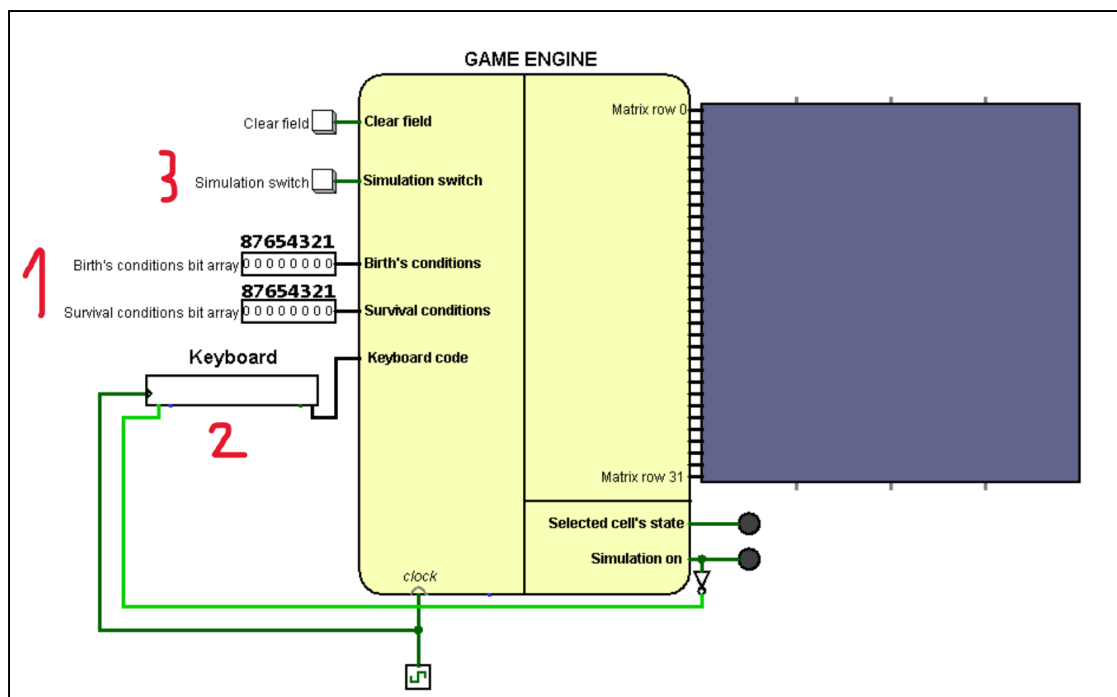 GAME ENGINE
Matrix row 0
Clear field
Clear field
3
Simulation switch
Simulation switch
87654321
1
Birth's conditions bit array
00000000
Birth's conditions
87654321
Survival conditions bit array
00000000
Survival conditions
Keyboard
Keyboard code
2
Matrix row 31
Selected cell's state
Simulation on
clock